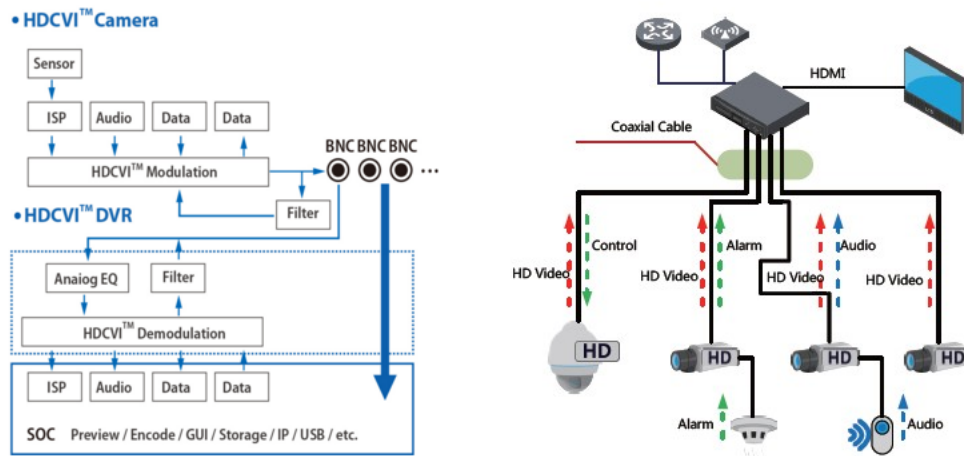 • HDCVI™ Camera
Sensor
ISP Audio Data Data
BNC BNC BNC
HDCVI™ Modulation
...
Filter
• HDCVI™ DVR
Anaiog EQ Filter
HDCVI™ Demodulation
ISP Audio Data Data
SOC Preview / Encode / GUI / Storage / IP / USB / etc.
HDMI
Coaxial Cable
Control Alarm Audio
HD Video HD Video HD Video HD Video
HD HD HD HD
Alarm Audio